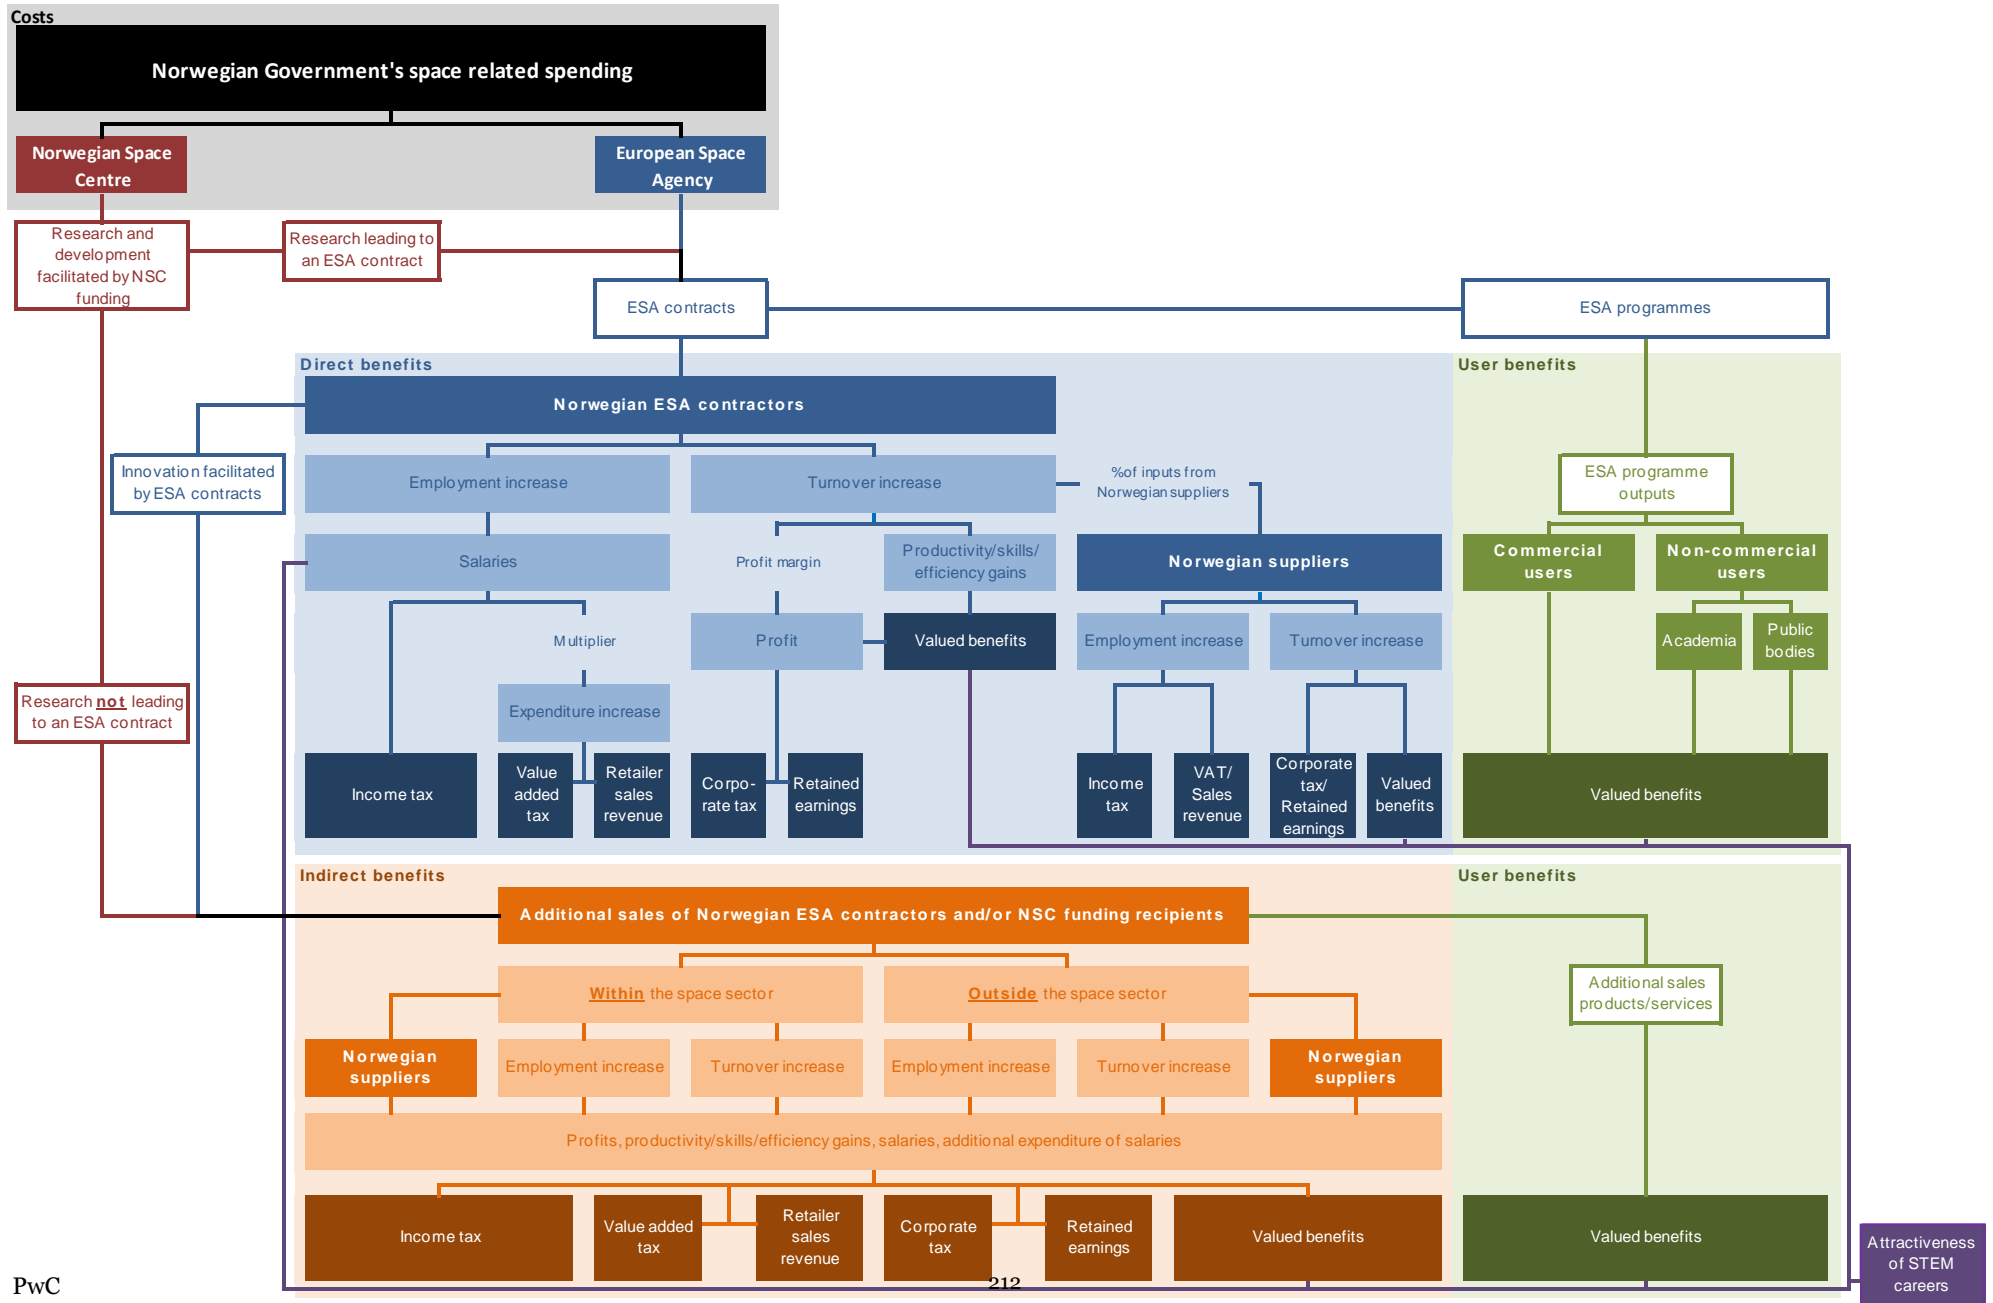 Costs
Norwegian Government's space related spending
Norwegian Space
Centre
European Space
Agency
Research and
development
facilitated by NSC
funding
Research leading to
an ESA contract
ESA contracts
ESA programmes
Direct benefits
User benefits
Norwegian ESA contractors
Innovation facilitated
by ESA contracts
Employment increase
Turnover increase
%of inputs from
Norwegian suppliers
ESA programme
outputs
Salaries
Profit margin
Productivity/skills/
efficiency gains
Norwegian suppliers
Commercial
users
Non-commercial
users
Multiplier
Profit
Valued benefits
Employment increase
Turnover increase
Academia
Public
bodies
Research not leading
to an ESA contract
Expenditure increase
Income tax
Value
added
tax
Retailer
sales
revenue
Corpo-
rate tax
Retained
earnings
Income
tax
VAT/
Sales
revenue
Corporate
tax/
Retained
earnings
Valued
benefits
Valued benefits
Indirect benefits
User benefits
Additional sales of Norwegian ESA contractors and/or NSC funding recipients
Within the space sector
Outside the space sector
Additional sales
products/services
Norwegian
suppliers
Employment increase
Turnover increase
Employment increase
Turnover increase
Norwegian
suppliers
Profits, productivity/skills/efficiency gains, salaries, additional expenditure of salaries
Income tax
Value added
tax
Retailer
sales
revenue
Corporate
tax
Retained
earnings
Valued benefits
Valued benefits
Attractiveness
of STEM
careers
PwC
212